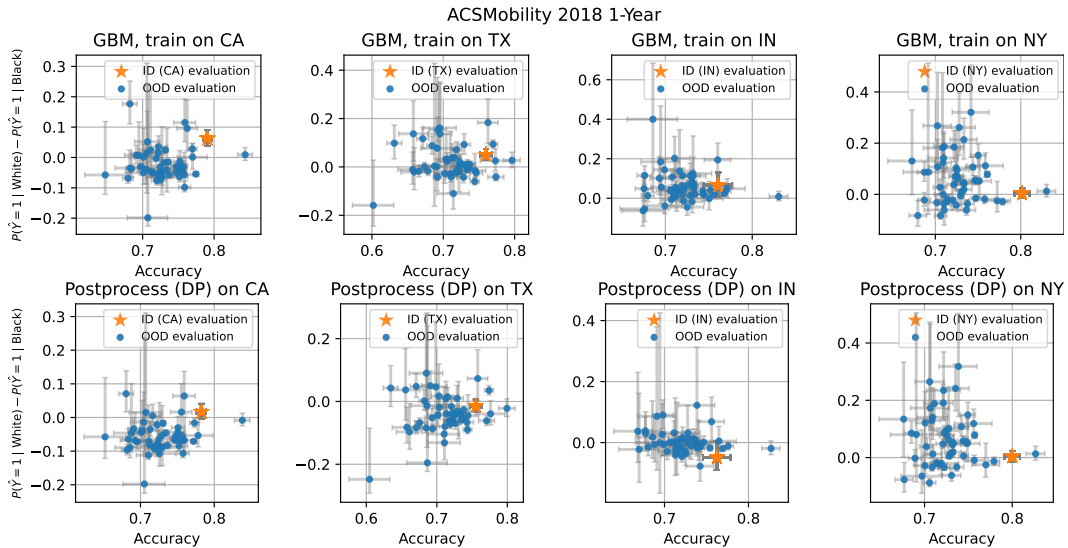 ACSMobility 2018 1-Year
GBM, train on CA
GBM, train on TX
GBM, train on IN
GBM, train on NY
P(Ŷ = 1 | White) − P(Ŷ = 1 | Black)
0.3
0.2
0.1
0.0
−0.1
−0.2
ID (CA) evaluation
OOD evaluation
0.7
0.8
Accuracy
0.4
0.2
0.0
−0.2
ID (TX) evaluation
OOD evaluation
0.6
0.7
0.8
Accuracy
0.6
0.4
0.2
0.0
ID (IN) evaluation
OOD evaluation
0.7
0.8
Accuracy
0.4
0.2
0.0
ID (NY) evaluation
OOD evaluation
0.7
0.8
Accuracy
Postprocess (DP) on CA
Postprocess (DP) on TX
Postprocess (DP) on IN
Postprocess (DP) on NY
P(Ŷ = 1 | White) − P(Ŷ = 1 | Black)
0.3
0.2
0.1
0.0
−0.1
−0.2
ID (CA) evaluation
OOD evaluation
0.7
0.8
Accuracy
0.2
0.0
−0.2
ID (TX) evaluation
OOD evaluation
0.6
0.7
0.8
Accuracy
0.4
0.2
0.0
ID (IN) evaluation
OOD evaluation
0.7
0.8
Accuracy
0.4
0.2
0.0
ID (NY) evaluation
OOD evaluation
0.7
0.8
Accuracy